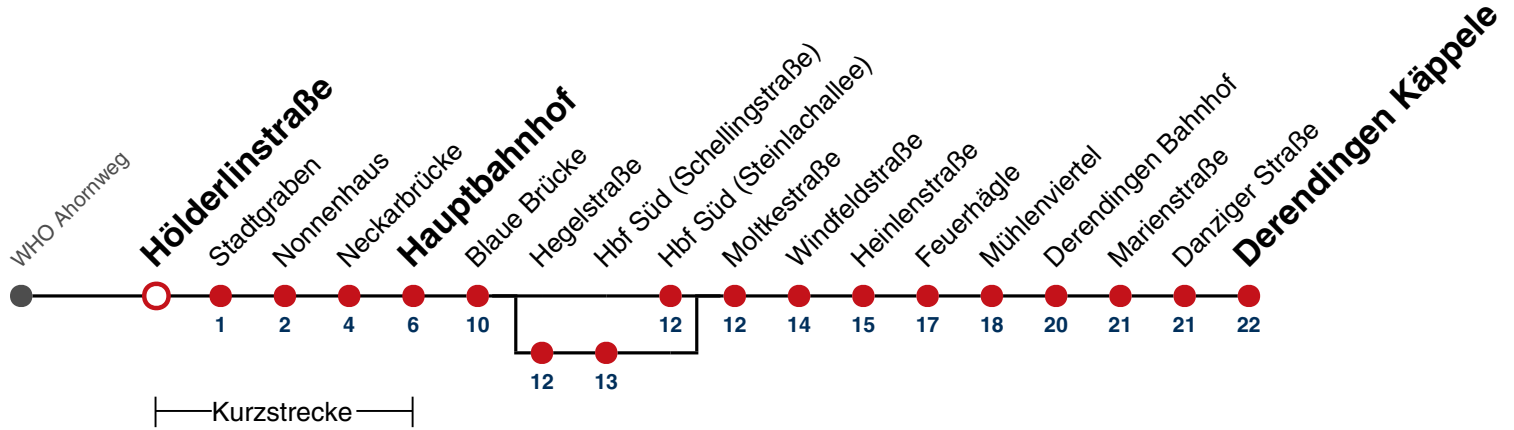 WHO Ahornweg
Hölderlinstraße
Stadtgraben
Nonnenhaus
Neckarbrücke
Hauptbahnhof
Blaue Brücke
Hegelstraße
Hbf Süd (Schellingstraße)
Hbf Süd (Steinlachallee)
Moltkestraße
Windfeldstraße
Heinlenstraße
Feuerhägle
Mühlenviertel
Derendingen Bahnhof
Marienstraße
Danziger Straße
Derendingen Käppele
1 2 4 6 10 12 12 14 15 17 18 20 21 21 22
12 13
Kurzstrecke